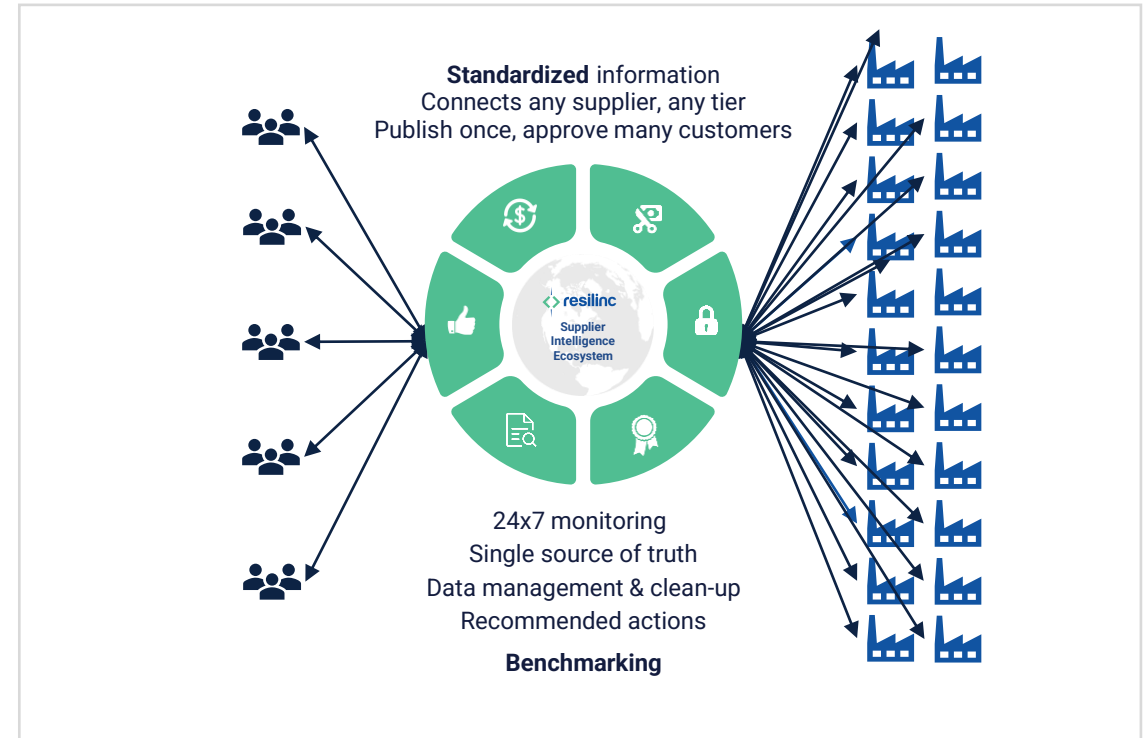 Standardized information
Connects any supplier, any tier
Publish once, approve many customers
resilinc
Supplier
Intelligence
Ecosystem
24x7 monitoring
Single source of truth
Data management & clean-up
Recommended actions
Benchmarking